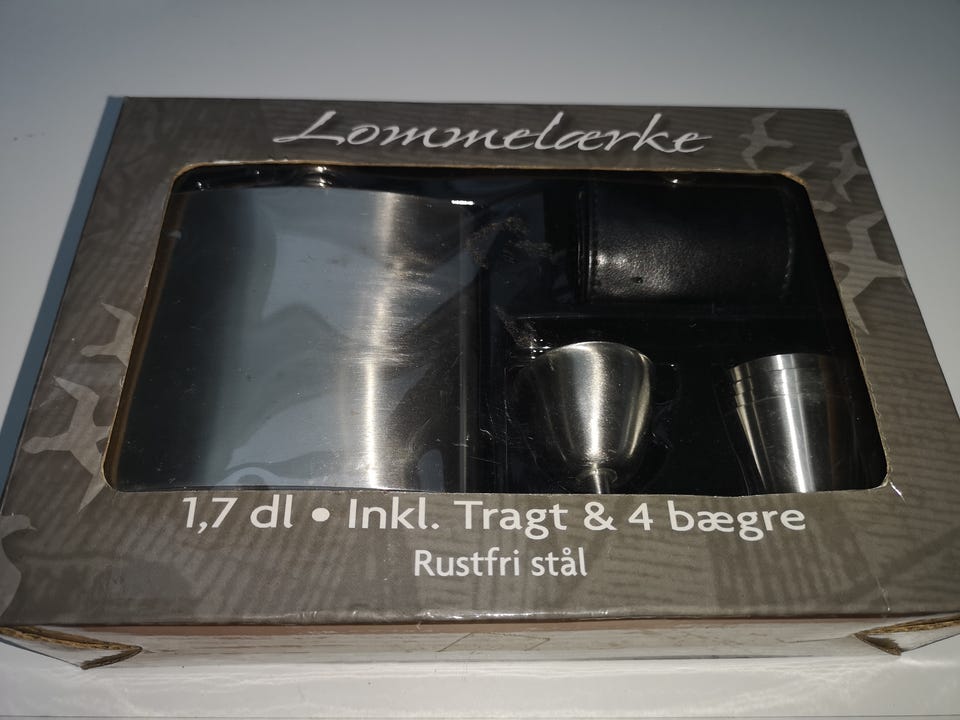 Lommelærke
1,7 dl • Inkl. Tragt & 4 bægre
Rustfri stål